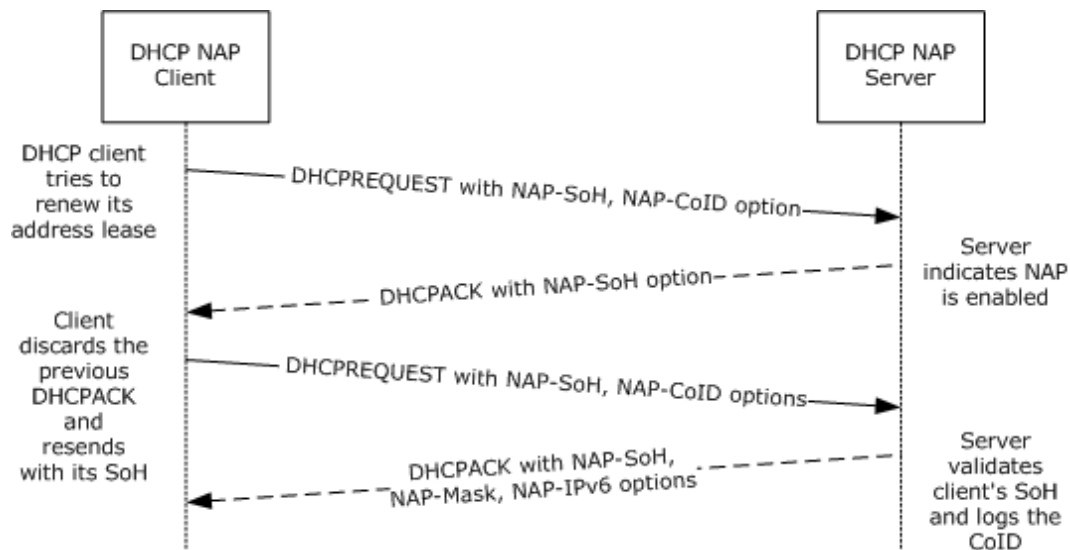 DHCP NAP
Client
DHCP NAP
Server
DHCP client
tries to
renew its
address lease
DHCPREQUEST with NAP-SoH, NAP-CoID option
Server
indicates NAP
is enabled
DHCPACK with NAP-SoH option
Client
discards the
previous
DHCPACK
and
resends
with its SoH
DHCPREQUEST with NAP-SoH, NAP-CoID options
Server
validates
client's SoH
and logs the
CoID
DHCPACK with NAP-SoH,
NAP-Mask, NAP-IPv6 options